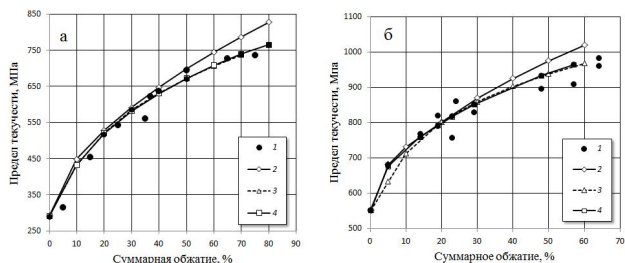 850
750
650
550
450
350
250
Предел текучести, МПа
а
1
2
3
4
0 10 20 30 40 50 60 70 80 90
Суммарная обжатие, %
1100
1000
900
800
700
600
500
Предел текучести, Мпа
б
1
2
3
4
0 10 20 30 40 50 60 70
Суммарное обжатие, %